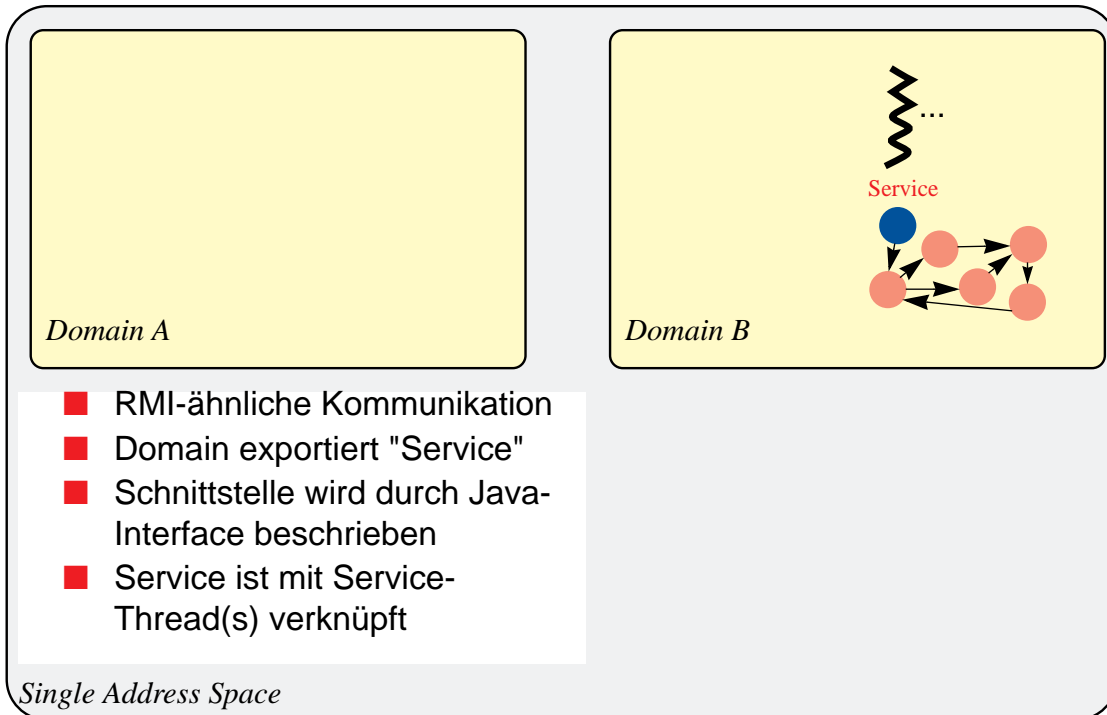 ...
Service
Domain A
Domain B
RMI-ähnliche Kommunikation
Domain exportiert "Service"
Schnittstelle wird durch Java-
Interface beschrieben
Service ist mit Service-
Thread(s) verknüpft
Single Address Space